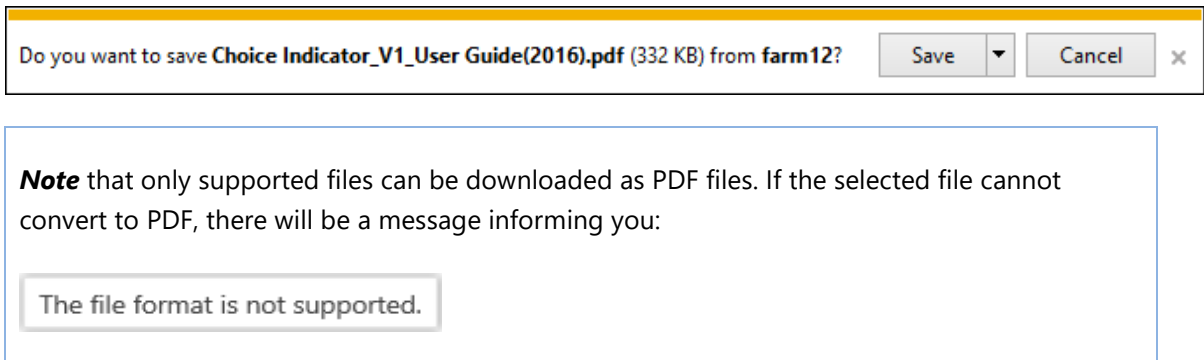 Do you want to save Choice Indicator_V1_User Guide(2016).pdf (332 KB) from farm12? Save Cancel ×
Note that only supported files can be downloaded as PDF files. If the selected file cannot
convert to PDF, there will be a message informing you:
The file format is not supported.